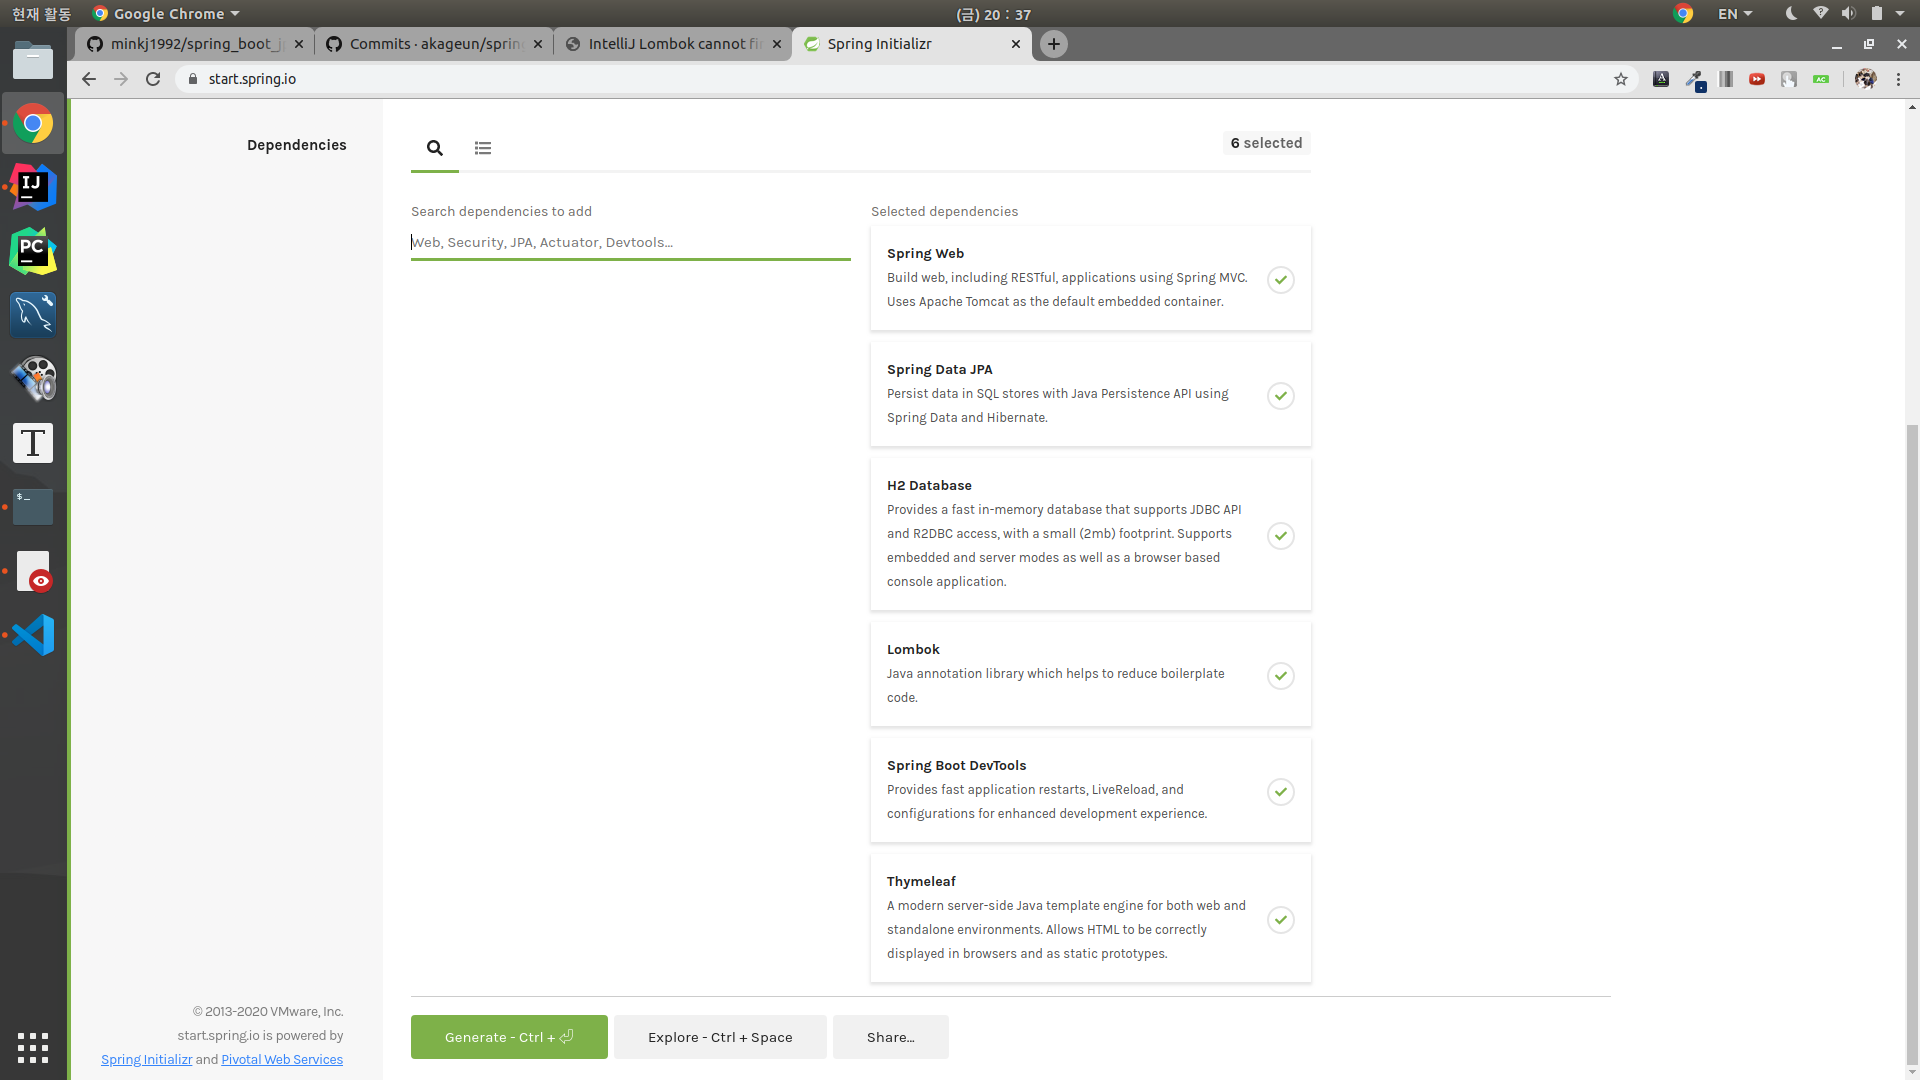 현재 활동
Google Chrome
(금) 20 : 37
EN
minkj1992/spring_boot_j
Commits · akageun/spring
IntelliJ Lombok cannot fi
Spring Initializr
start.spring.io
Dependencies
6 selected
Search dependencies to add
Web, Security, JPA, Actuator, Devtools...
Selected dependencies
Spring Web
Build web, including RESTful, applications using Spring MVC.
Uses Apache Tomcat as the default embedded container.
Spring Data JPA
Persist data in SQL stores with Java Persistence API using
Spring Data and Hibernate.
H2 Database
Provides a fast in-memory database that supports JDBC API
and R2DBC access, with a small (2mb) footprint. Supports
embedded and server modes as well as a browser based
console application.
Lombok
Java annotation library which helps to reduce boilerplate
code.
Spring Boot DevTools
Provides fast application restarts, LiveReload, and
configurations for enhanced development experience.
Thymeleaf
A modern server-side Java template engine for both web and
standalone environments. Allows HTML to be correctly
displayed in browsers and as static prototypes.
© 2013-2020 VMware, Inc.
start.spring.io is powered by
Spring Initializr and Pivotal Web Services
Generate - Ctrl + ⏎
Explore - Ctrl + Space
Share...
IJ
PC
T
$_
A
AC